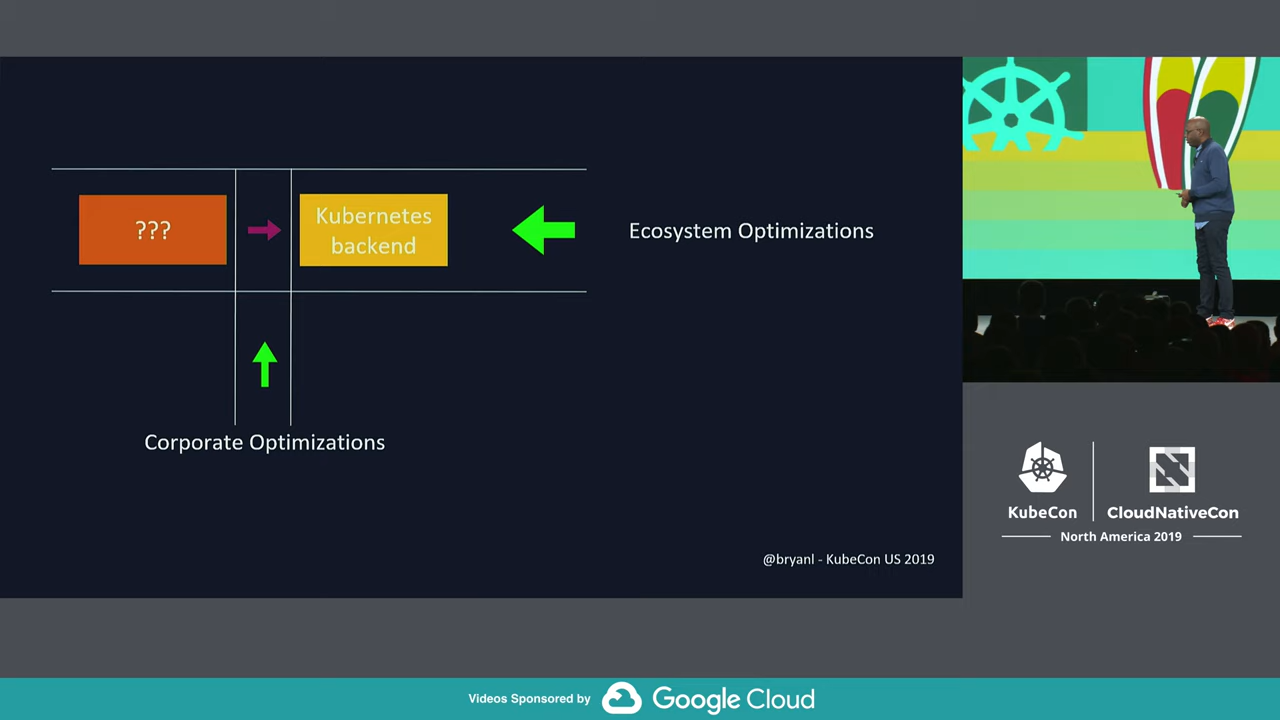 ???
Kubernetes
backend
Ecosystem Optimizations
Corporate Optimizations
@bryanl - KubeCon US 2019
KubeCon
CloudNativeCon
North America 2019
Videos Sponsored by
Google Cloud